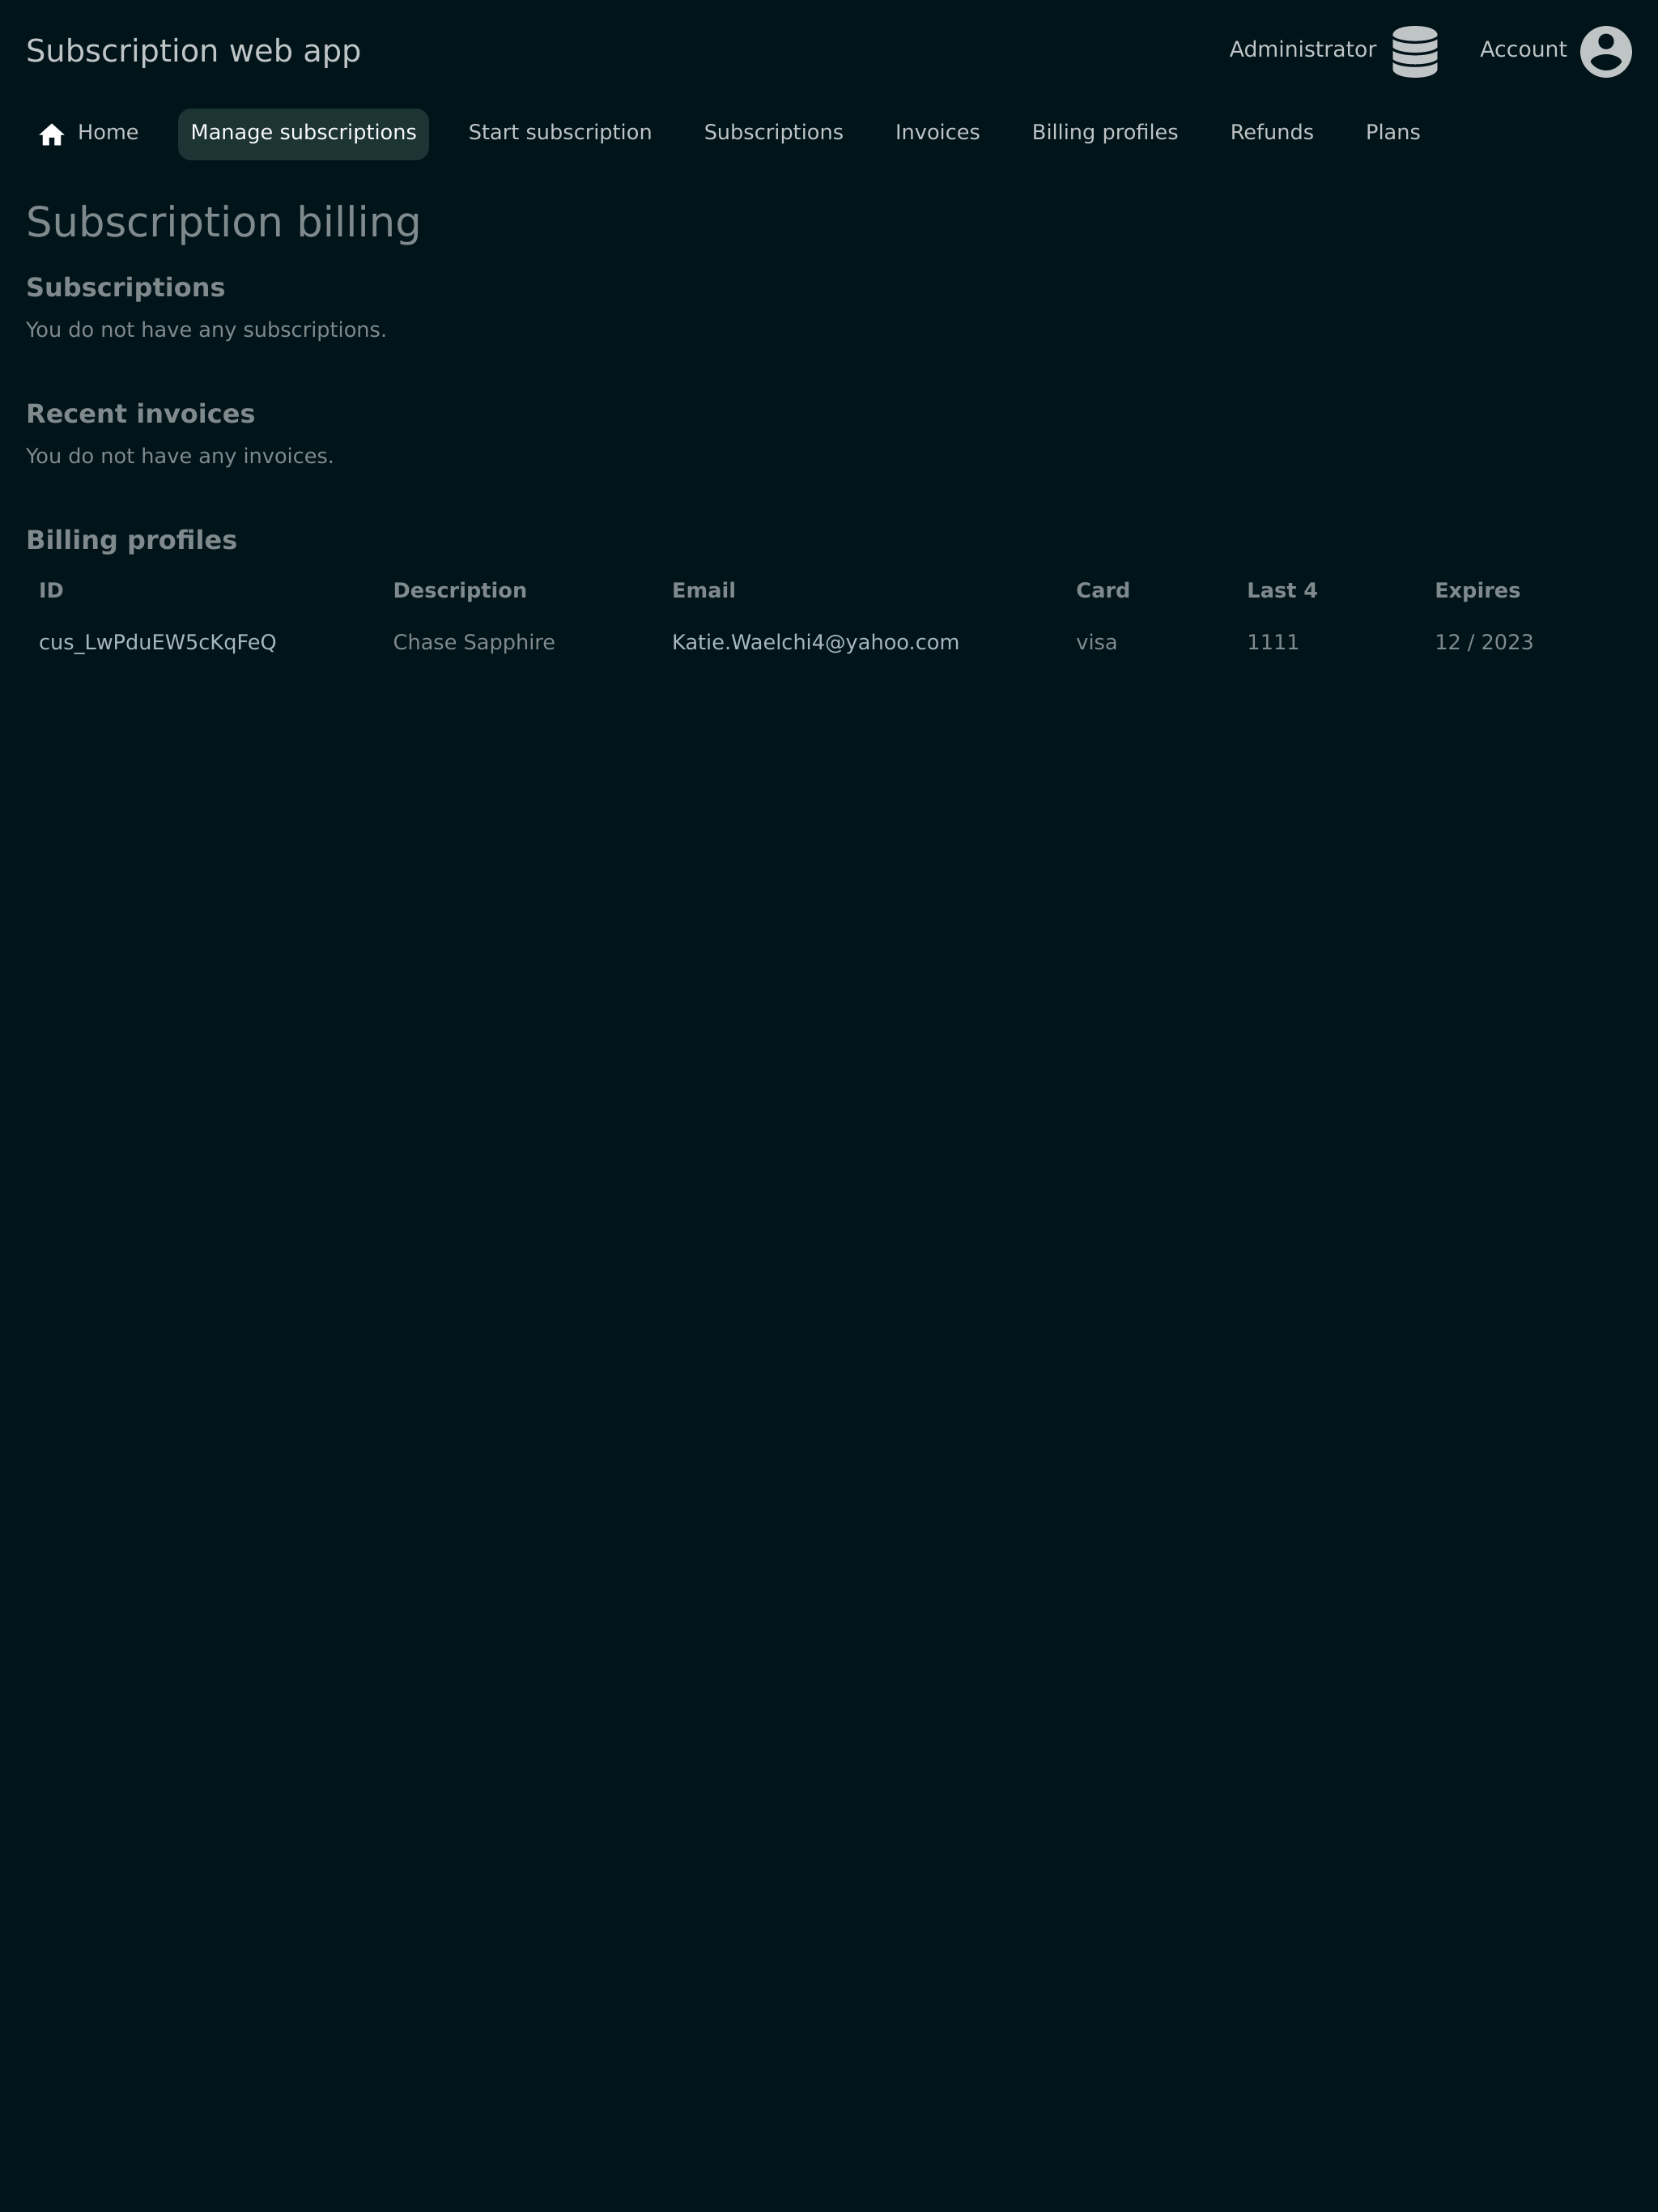 Subscription web app
Administrator Account
Home Manage subscriptions Start subscription Subscriptions Invoices Billing profiles Refunds Plans
Subscription billing
Subscriptions
You do not have any subscriptions.
Recent invoices
You do not have any invoices.
Billing profiles
ID Description Email Card Last 4 Expires
cus_LwPduEW5cKqFeQ Chase Sapphire Katie.Waelchi4@yahoo.com visa 1111 12 / 2023